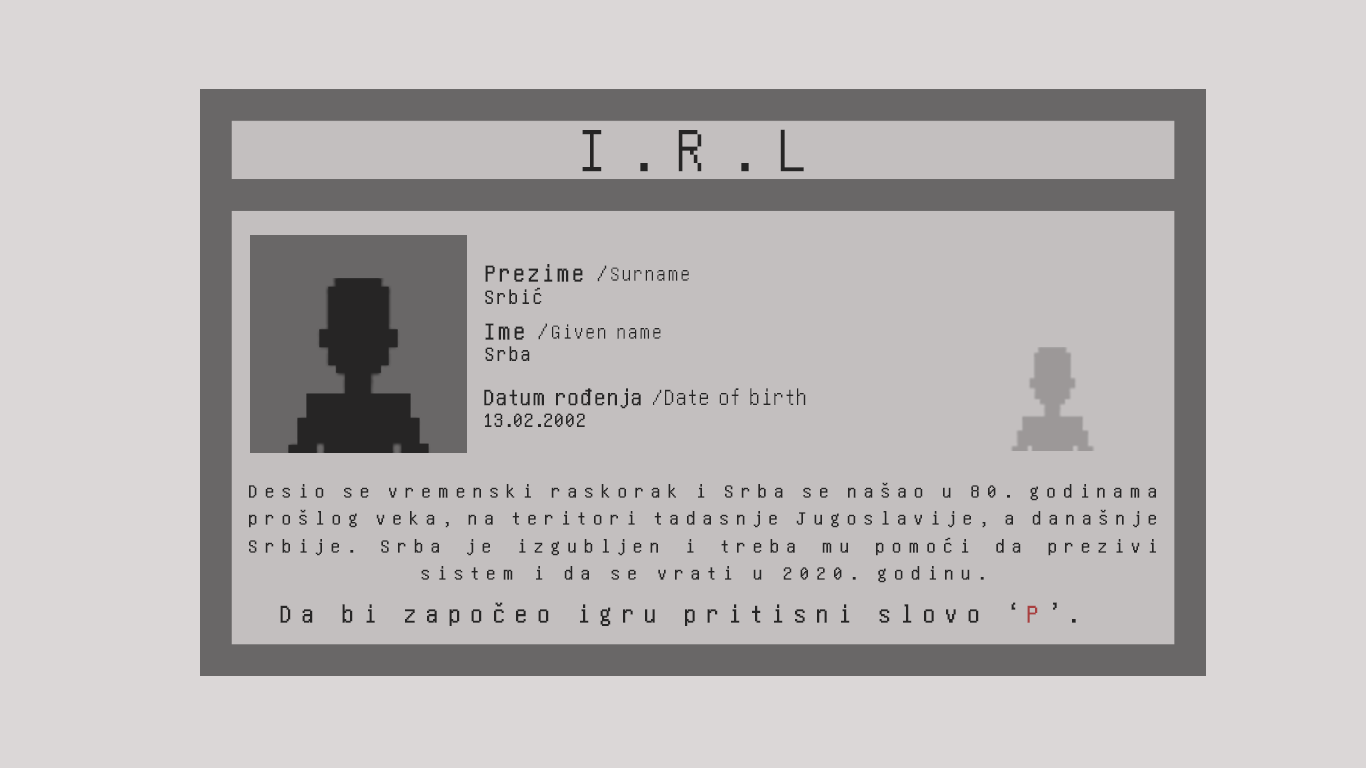 I.R.L
Prezime /Surname
Srbić
Ime /Given name
Srba
Datum rođenja /Date of birth
13.02.2002
Desio se vremenski raskorak i Srba se našao u 80. godinama
prošlog veka, na teritori tadasnje Jugoslavije, a današnje
Srbije. Srba je izgubljen i treba mu pomoći da prezivi
sistem i da se vrati u 2020. godinu.
Da bi započeo igru pritisni slovo ‘P’.